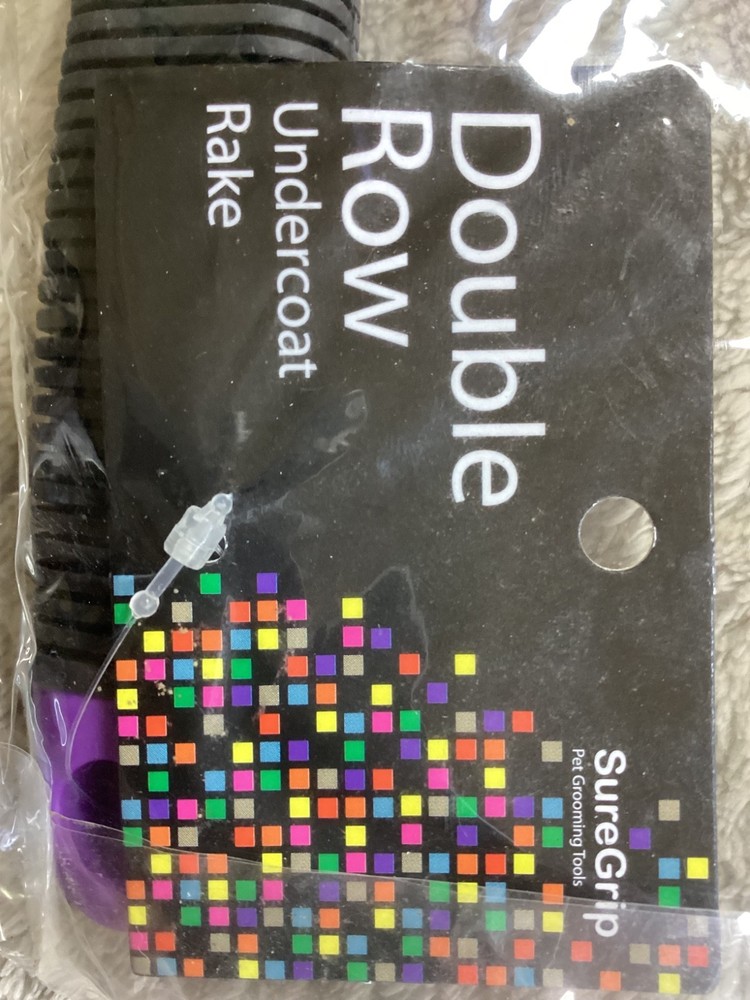 Double
Row
Undercoat
Rake
SureGrip
Pet Grooming Tools